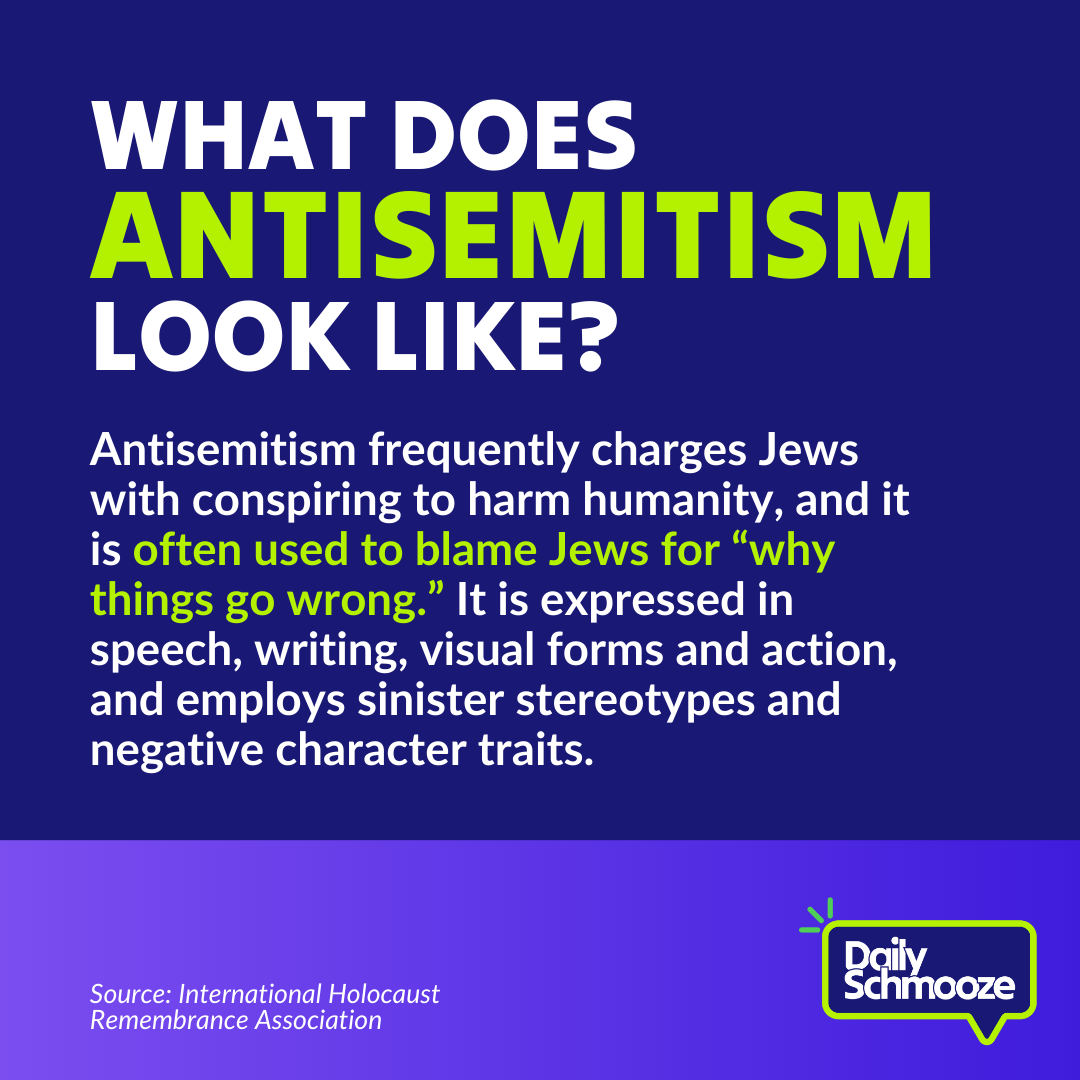 WHAT DOES
ANTISEMITISM
LOOK LIKE?
Antisemitism frequently charges Jews
with conspiring to harm humanity, and it
is often used to blame Jews for “why
things go wrong.” It is expressed in
speech, writing, visual forms and action,
and employs sinister stereotypes and
negative character traits.
Source: International Holocaust
Remembrance Association
Daily
Schmooze